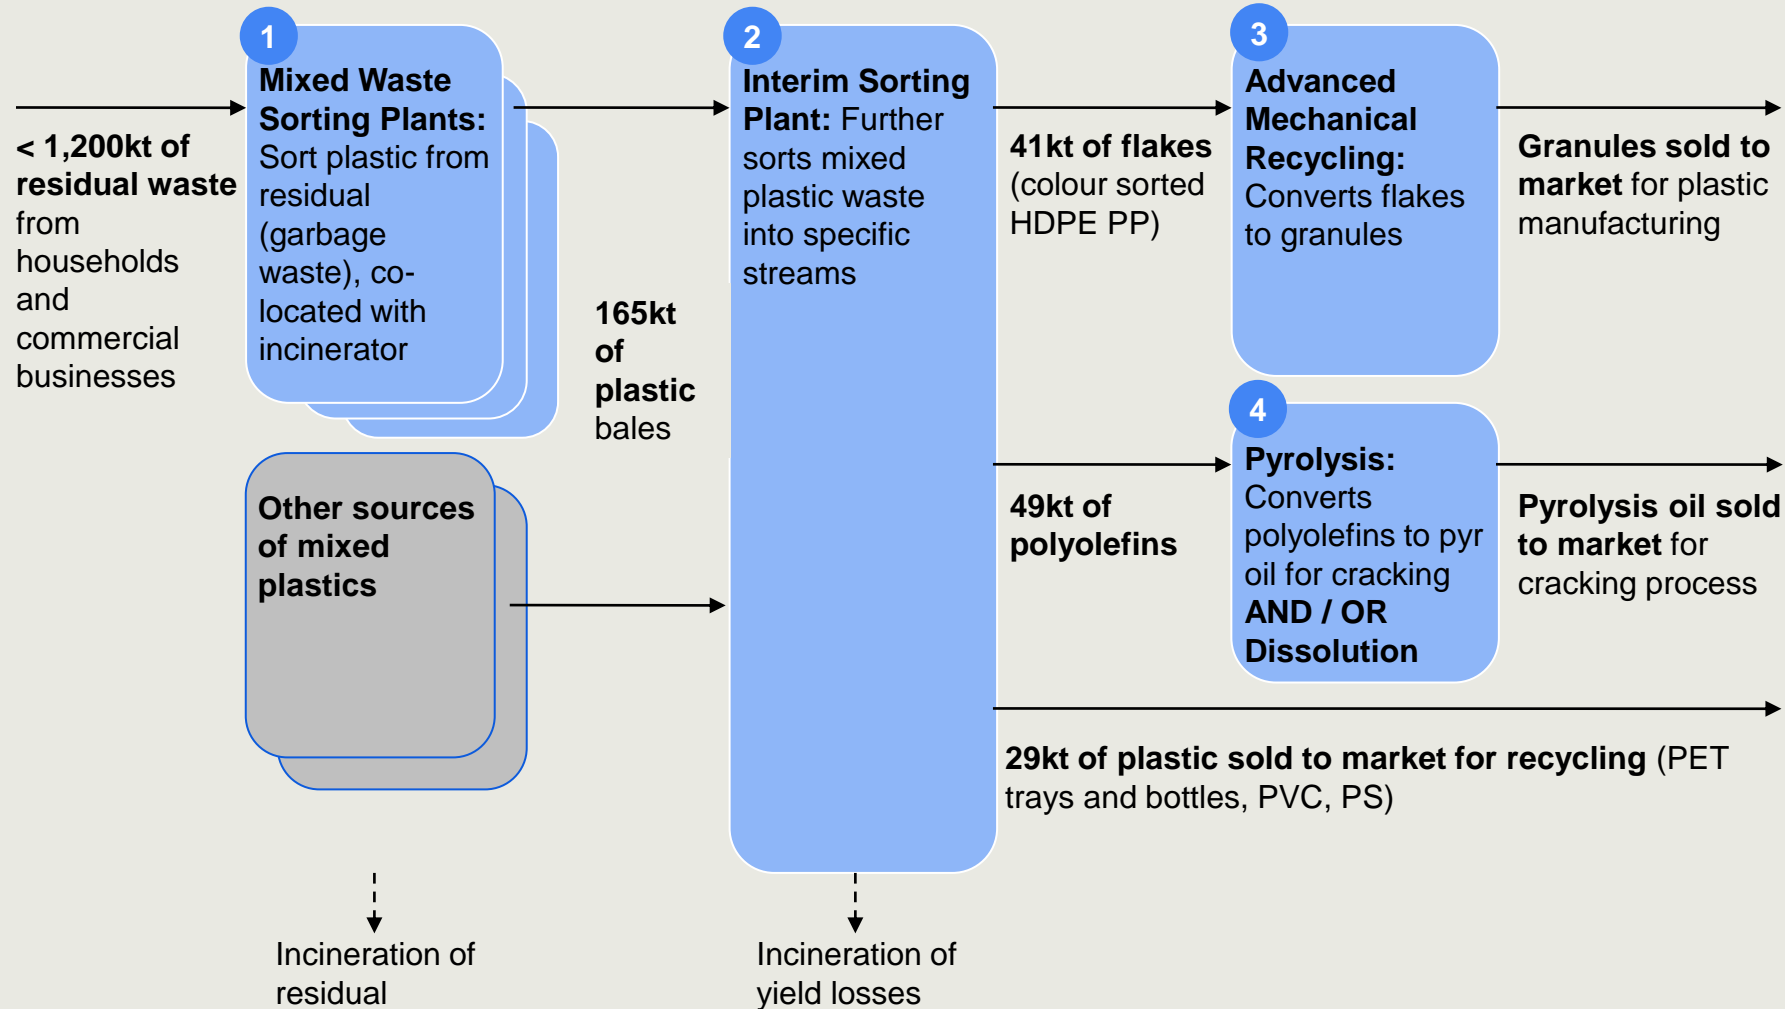 < 1,200kt of
residual waste
from
households
and
commercial
businesses
1
Mixed Waste
Sorting Plants:
Sort plastic from
residual
(garbage
waste), co-
located with
incinerator
Other sources
of mixed
plastics
165kt
of
plastic
bales
2
Interim Sorting
Plant: Further
sorts mixed
plastic waste
into specific
streams
41kt of flakes
(colour sorted
HDPE PP)
3
Advanced
Mechanical
Recycling:
Converts flakes
to granules
Granules sold to
market for plastic
manufacturing
49kt of
polyolefins
4
Pyrolysis:
Converts
polyolefins to pyr
oil for cracking
AND / OR
Dissolution
Pyrolysis oil sold
to market for
cracking process
29kt of plastic sold to market for recycling (PET
trays and bottles, PVC, PS)
Incineration of
residual
Incineration of
yield losses